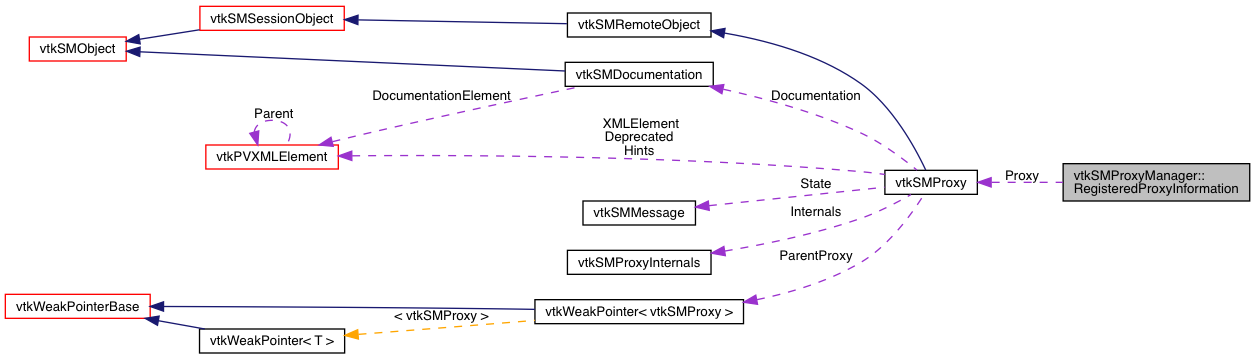 vtkSMSessionObject
vtkSMRemoteObject
vtkSMObject
vtkSMDocumentation
DocumentationElement
Documentation
Parent
XMLElement
Deprecated
Hints
vtkPVXMLElement
vtkSMProxy
Proxy
vtkSMProxyManager::
RegisteredProxyInformation
State
vtkSMMessage
Internals
vtkSMProxyInternals
ParentProxy
vtkWeakPointerBase
vtkWeakPointer< vtkSMProxy >
< vtkSMProxy >
vtkWeakPointer< T >